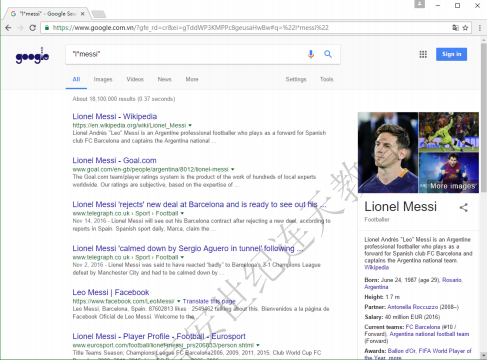 "l*messi" - Google Se
https://www.google.com.vn/?gfe_rd=cr&ei=gTddWP3KMPPc8geusaHwBw#q=%22l*messi%22
google
"l*messi"
Sign in
All Images Videos News More Settings Tools
About 16,100,000 results (0.37 seconds)
Lionel Messi - Wikipedia
https://en.wikipedia.org/wiki/Lionel_Messi
Lionel Andrés "Leo" Messi is an Argentine professional footballer who plays as a forward for Spanish
club FC Barcelona and captains the Argentina national ...
Lionel Messi - Goal.com
www.goal.com/en-gb/people/argentina/8012/lionel-messi
The Goal.com team/player ratings system is the product of the work of hundreds of local experts
worldwide. Our ratings are subjective, based on the expertise of ...
Lionel Messi 'rejects' new deal at Barcelona and is ready to see out his ...
www.telegraph.co.uk › Sport › Football
Nov 14, 2016 - Lionel Messi will see out his Barcelona contract after rejecting a new deal, according to
reports in Spain. Spanish sport daily, Marca, claim the ...
Lionel Messi 'calmed down by Sergio Aguero in tunnel' following ...
www.telegraph.co.uk › Sport › Football
Nov 2, 2016 - Lionel Messi was said to have reacted "badly" to Barcelona's 3-1 Champions League
defeat by Manchester City and had to be calmed down by ...
Leo Messi | Facebook
https://www.facebook.com/LeoMessi/ Translate this page
Leo Messi, Barcelona, Spain. 87502813 likes · 2549462 talking about this. Bienvenidos a la página de
Facebook Oficial de Leo Messi. Welcome to the
Lionel Messi - Player Profile - Football - Eurosport
www.eurosport.com/football/lionel-messi_prs206803/person.shtml
Title Teams Season; Champions League FC Barcelona, 2006, 2009, 2011, 2015. Club World Cup FC
More images
Lionel Messi
Footballer
Lionel Andrés "Leo" Messi is an Argentine
professional footballer who plays as a
forward for Spanish club FC Barcelona and
captains the Argentina national team.
Wikipedia
Born: June 24, 1987 (age 29), Rosario,
Argentina
Height: 1.7 m
Partner: Antonella Roccuzzo (2008–)
Salary: 40 million EUR (2016)
Current teams: FC Barcelona (#10 /
Forward), Argentina national football team
(Forward)
Awards: Ballon d'Or, FIFA World Player of
the Year, more